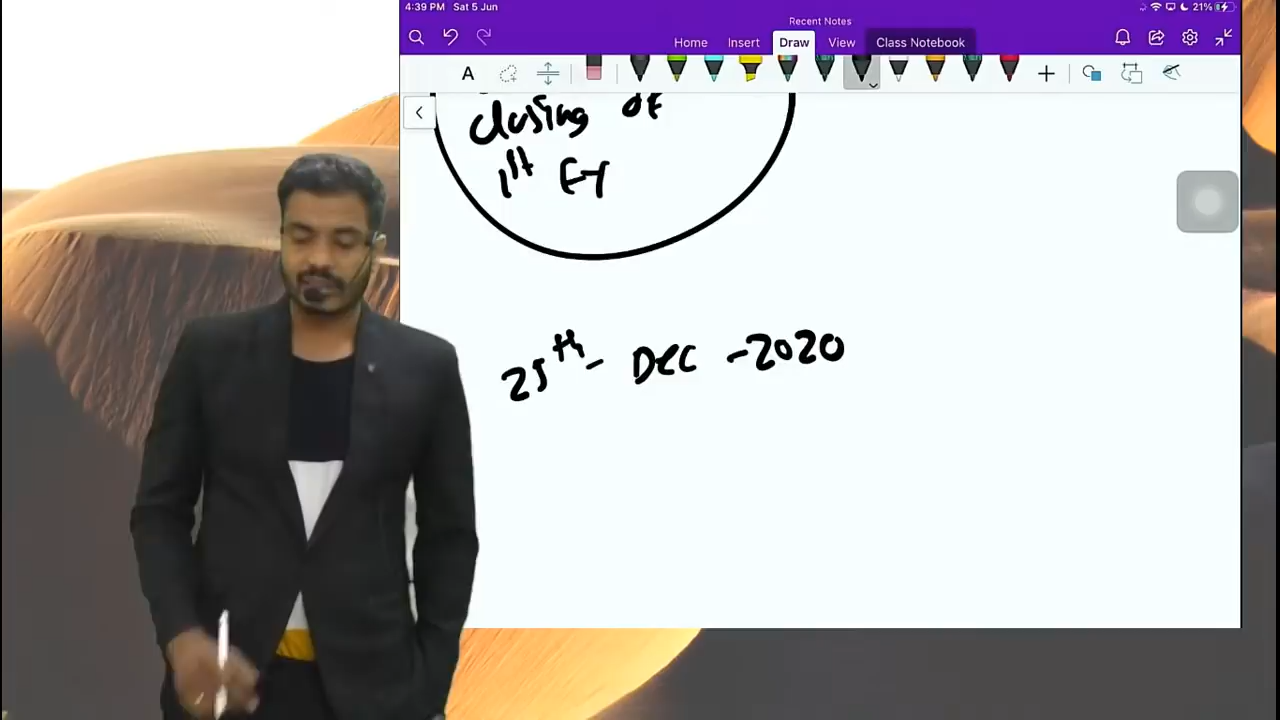 4:39 PM Sat 5 Jun 21%
Recent Notes
Home Insert Draw View Class Notebook
A
closing of
1st FY
25th - Dec - 2020